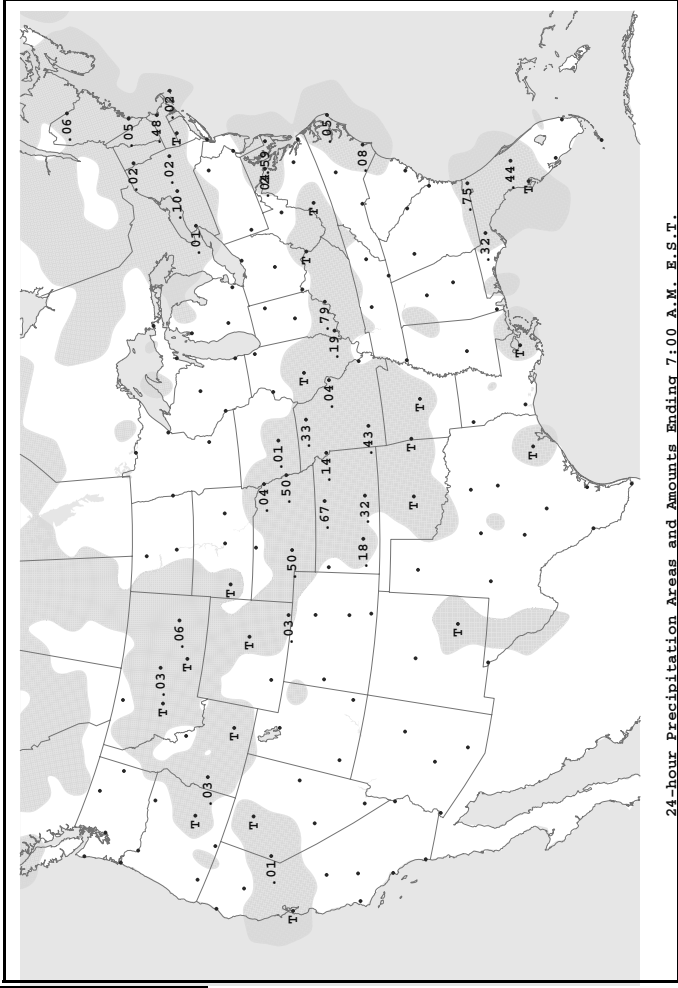 .06
.05
.02
.48
.03
T
.02
.02
T
.10
.06
T
T
.01
.03
T
T
T
T
.04
.59
.01
.01
.50
.03
.50
T
T
.33
T
T
.67
.79
.14
.05
.04
.19
.08
.18
.32
.43
T
T
T
T
.75
.32
.44
T
T
T
24-hour Precipitation Areas and Amounts Ending 7:00 A.M. E.S.T.